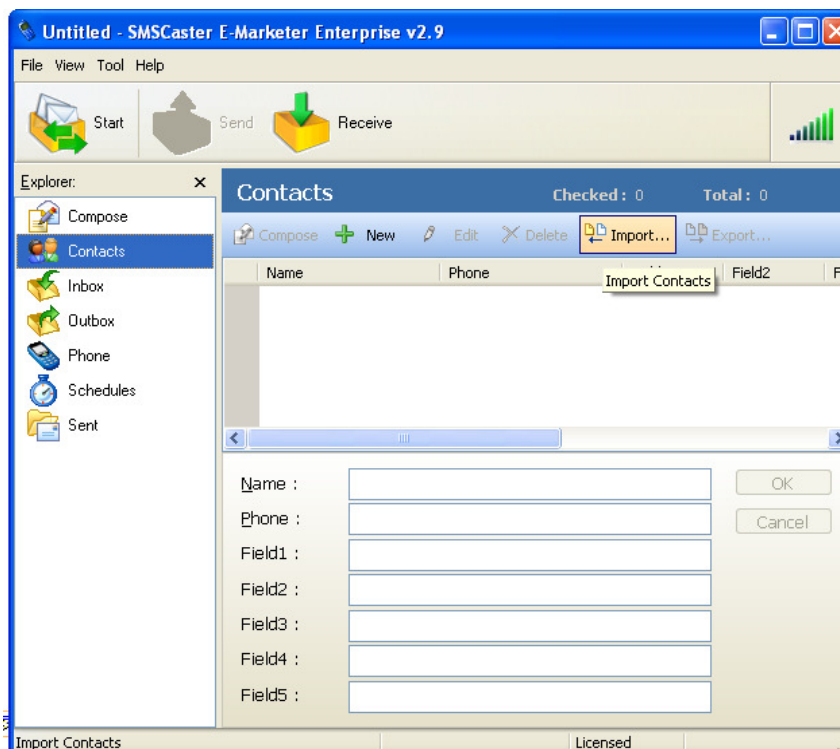 Untitled - SMSCaster E-Marketer Enterprise v2.9
File View Tool Help
Start Send Receive
Explorer:
Compose
Contacts
Inbox
Outbox
Phone
Schedules
Sent
Contacts Checked : 0 Total : 0
Compose New Edit Delete Import... Export...
Name Phone Field2 F
Import Contacts
Name :
Phone :
Field1 :
Field2 :
Field3 :
Field4 :
Field5 :
OK
Cancel
Import Contacts Licensed